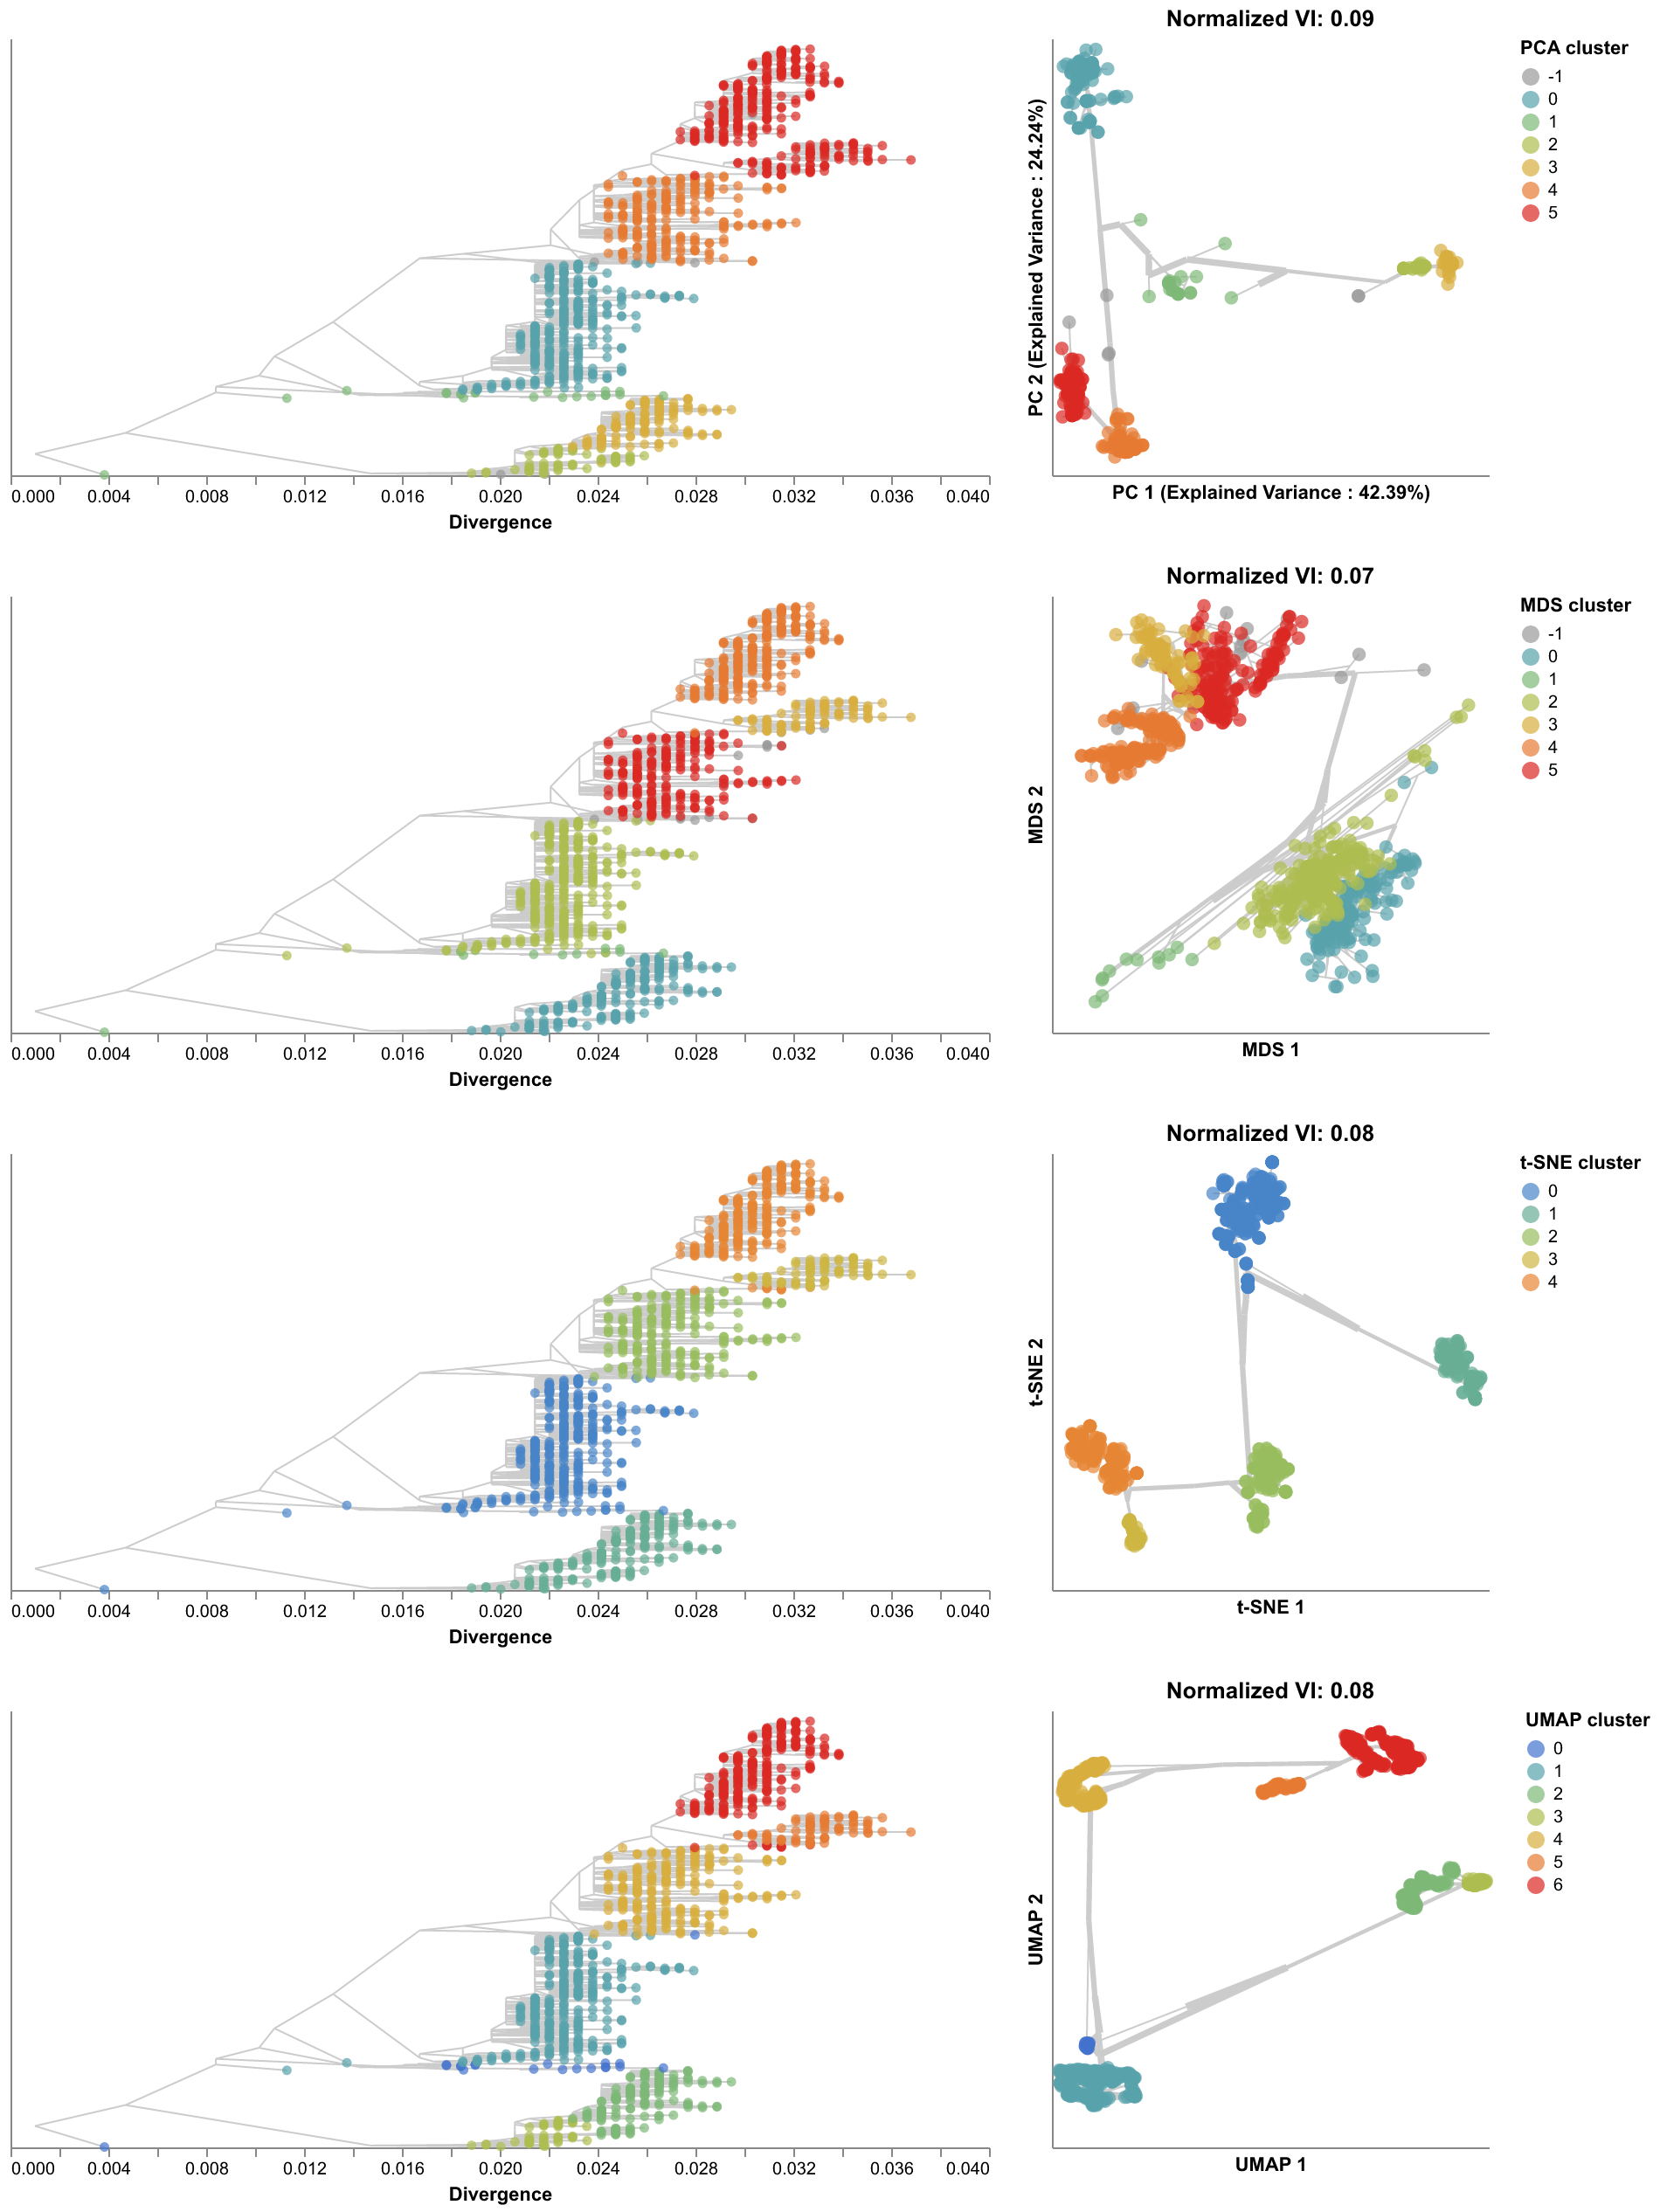 Normalized VI: 0.09
PC 2 (Explained Variance : 24.24%)
PC 1 (Explained Variance : 42.39%)
PCA cluster
-1
0
1
2
3
4
5
0.000 0.004 0.008 0.012 0.016 0.020 0.024 0.028 0.032 0.036 0.040
Divergence
Normalized VI: 0.07
MDS 2
MDS 1
MDS cluster
-1
0
1
2
3
4
5
0.000 0.004 0.008 0.012 0.016 0.020 0.024 0.028 0.032 0.036 0.040
Divergence
Normalized VI: 0.08
t-SNE 2
t-SNE 1
t-SNE cluster
0
1
2
3
4
0.000 0.004 0.008 0.012 0.016 0.020 0.024 0.028 0.032 0.036 0.040
Divergence
Normalized VI: 0.08
UMAP 2
UMAP 1
UMAP cluster
0
1
2
3
4
5
6
0.000 0.004 0.008 0.012 0.016 0.020 0.024 0.028 0.032 0.036 0.040
Divergence